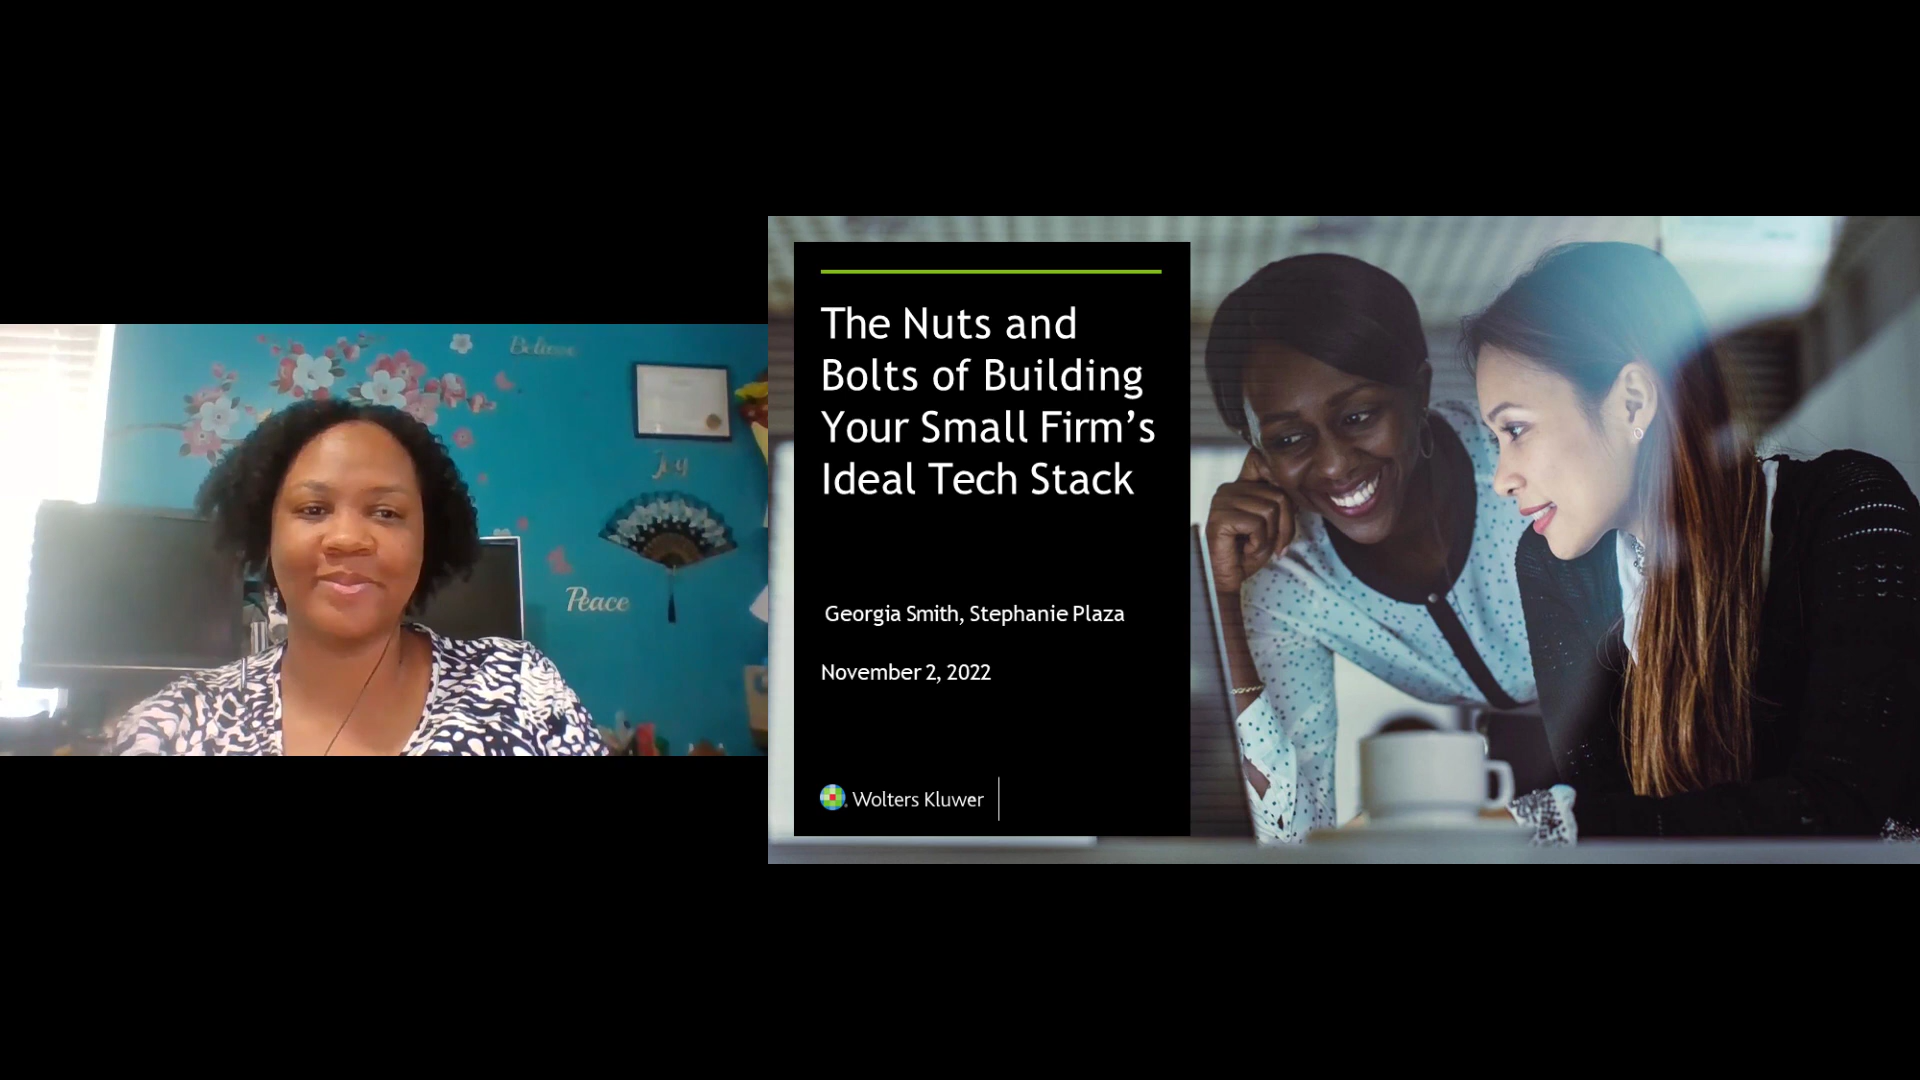 Believe
Joy
Peace
The Nuts and
Bolts of Building
Your Small Firm’s
Ideal Tech Stack
Georgia Smith, Stephanie Plaza
November 2, 2022
Wolters Kluwer